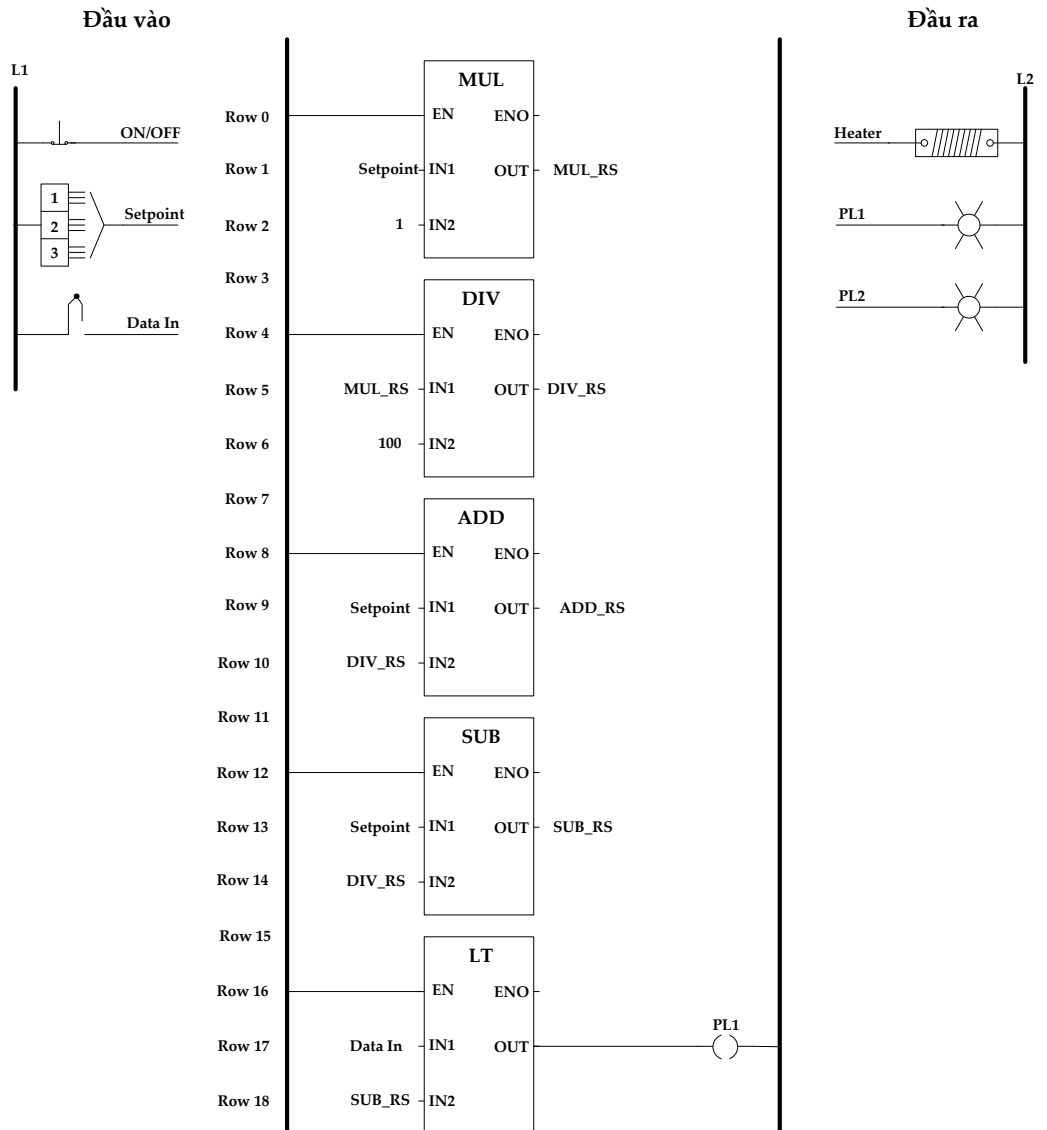 Đầu vào
Đầu ra
L1
L2
ON/OFF
1
2
3
Setpoint
Data In
Heater
PL1
PL2
MUL
Row 0 EN ENO
Row 1 Setpoint IN1 OUT MUL_RS
Row 2 1 IN2
Row 3
DIV
Row 4 EN ENO
Row 5 MUL_RS IN1 OUT DIV_RS
Row 6 100 IN2
Row 7
ADD
Row 8 EN ENO
Row 9 Setpoint IN1 OUT ADD_RS
Row 10 DIV_RS IN2
Row 11
SUB
Row 12 EN ENO
Row 13 Setpoint IN1 OUT SUB_RS
Row 14 DIV_RS IN2
Row 15
LT
Row 16 EN ENO
PL1
Row 17 Data In IN1 OUT
Row 18 SUB_RS IN2